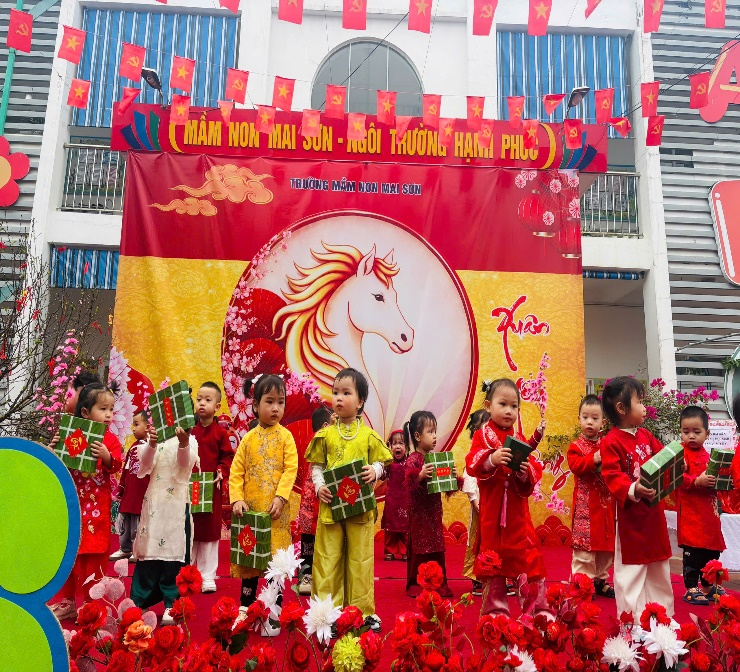 MẦM NON MAI SƠN - NGÔI TRƯỜNG HẠNH PHÚC
TRƯỜNG MẦM NON MAI SƠN
Xuân